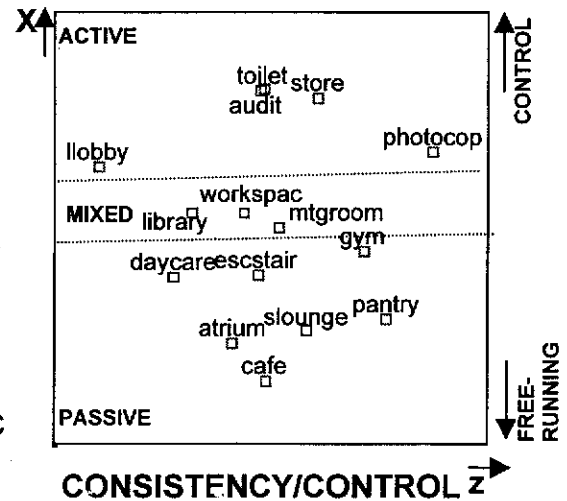 X
ACTIVE
CONTROL
toilet store
audit
photocop
llobby
workspac
MIXED library mtgroom
gym
daycare escstair
pantry
atrium slounge
cafe
PASSIVE
FREE-
RUNNING
CONSISTENCY/CONTROL z